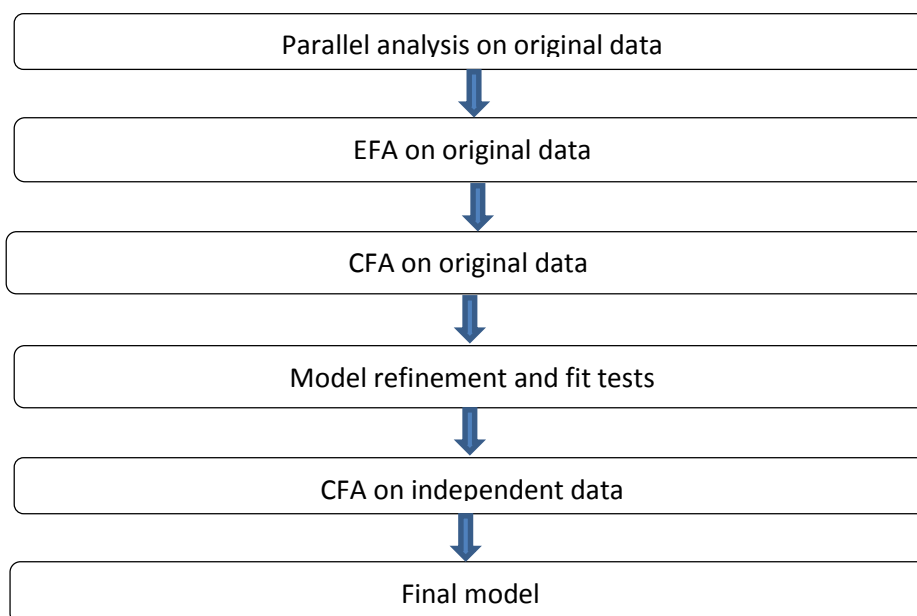 Parallel analysis on original data
EFA on original data
CFA on original data
Model refinement and fit tests
CFA on independent data
Final model